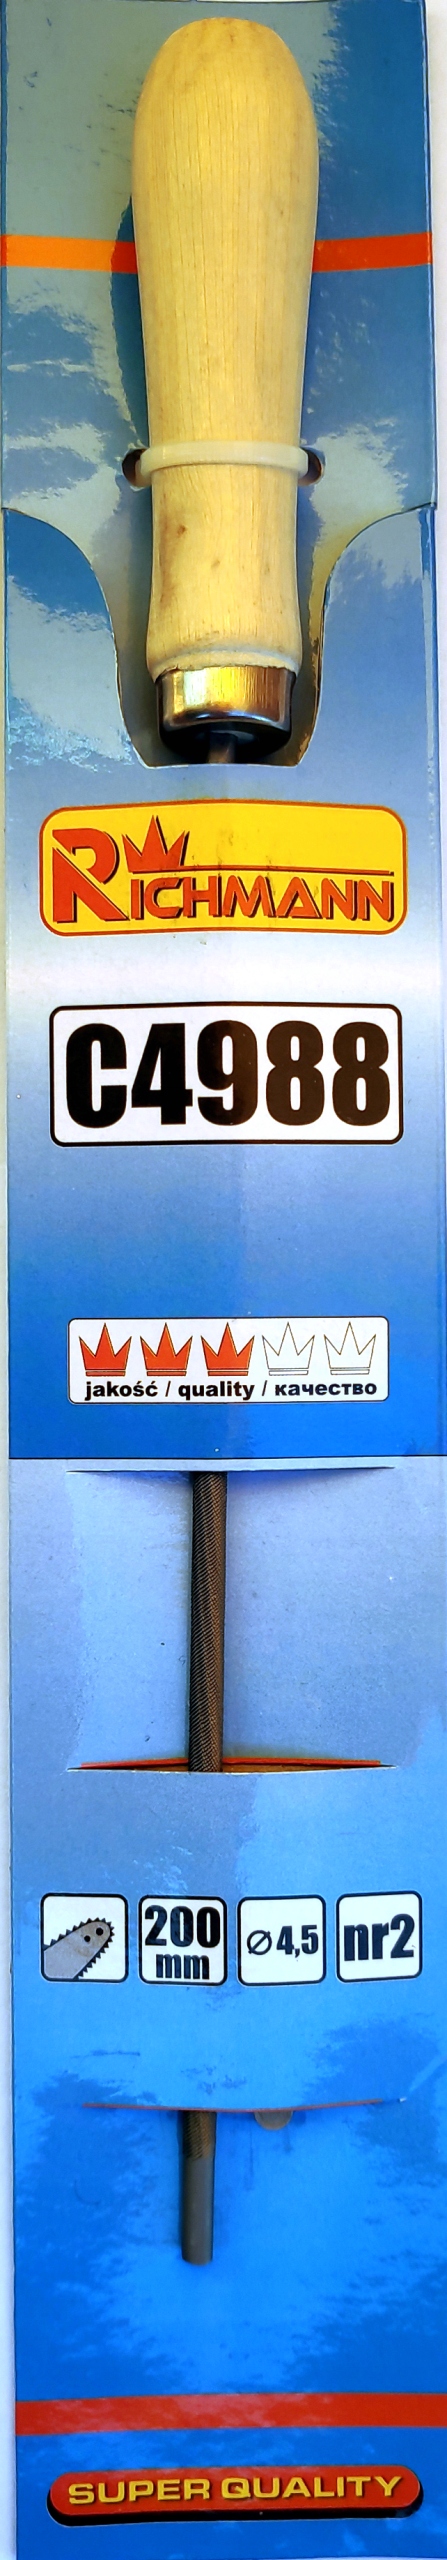 RICHMANN
C4988
jakość / quality / качество
200
mm
⌀4,5
nr2
SUPER QUALITY